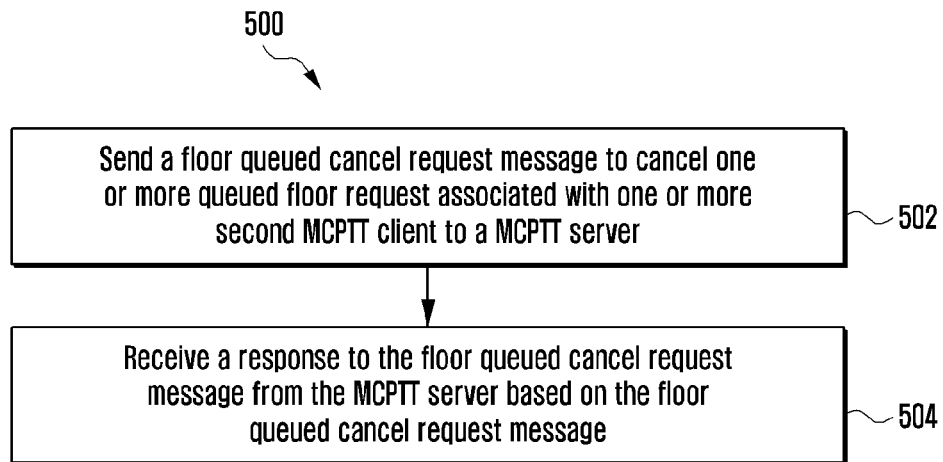 500
Send a floor queued cancel request message to cancel one
or more queued floor request associated with one or more
second MCPTT client to a MCPTT server
502
Receive a response to the floor queued cancel request
message from the MCPTT server based on the floor
queued cancel request message
504